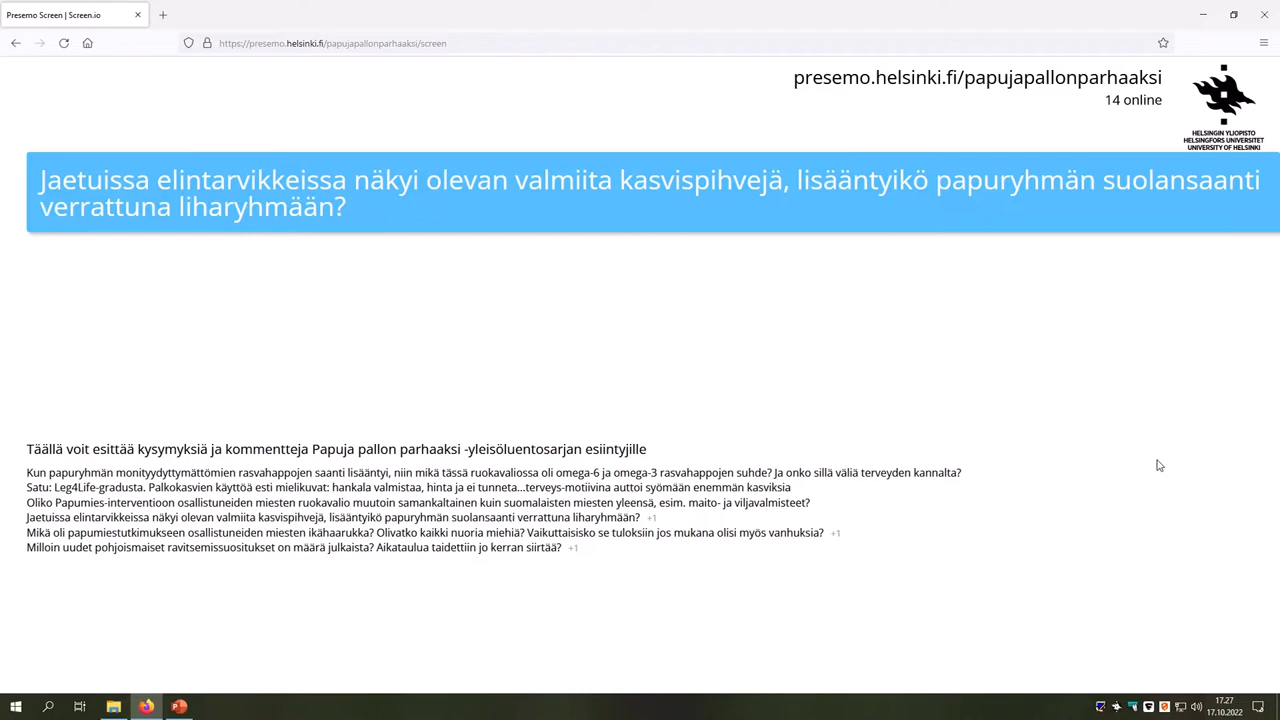 Presemo Screen | Screen.io
https://presemo.helsinki.fi/papujapallonparhaaksi/screen
presemo.helsinki.fi/papujapallonparhaaksi
14 online
HELSINGIN YLIOPISTO
HELSINGFORS UNIVERSITET
UNIVERSITY OF HELSINKI
Jaetuissa elintarvikkeissa näkyi olevan valmiita kasvispihvejä, lisääntyikö papuryhmän suolansaanti
verrattuna liharyhmään?
Täällä voit esittää kysymyksiä ja kommentteja Papuja pallon parhaaksi -yleisöluentosarjan esiintyjille
Kun papuryhmän monityydyttymättömien rasvahappojen saanti lisääntyi, niin mikä tässä ruokavaliossa oli omega-6 ja omega-3 rasvahappojen suhde? Ja onko sillä väliä terveyden kannalta?
Satu: Leg4Life-gradusta. Palkokasvien käyttöä esti mielikuvat: hankala valmistaa, hinta ja ei tunneta...terveys-motiivina auttoi syömään enemmän kasviksia
Oliko Papumies-interventioon osallistuneiden miesten ruokavalio muutoin samankaltainen kuin suomalaisten miesten yleensä, esim. maito- ja viljavalmisteet?
Jaetuissa elintarvikkeissa näkyi olevan valmiita kasvispihvejä, lisääntyikö papuryhmän suolansaanti verrattuna liharyhmään? +1
Mikä oli papumiestutkimukseen osallistuneiden miesten ikähaarukka? Olivatko kaikki nuoria miehiä? Vaikuttaisisko se tuloksiin jos mukana olisi myös vanhuksia? +1
Milloin uudet pohjoismaiset ravitsemissuositukset on määrä julkaista? Aikataulua taidettiin jo kerran siirtää? +1
17.27
17.10.2022